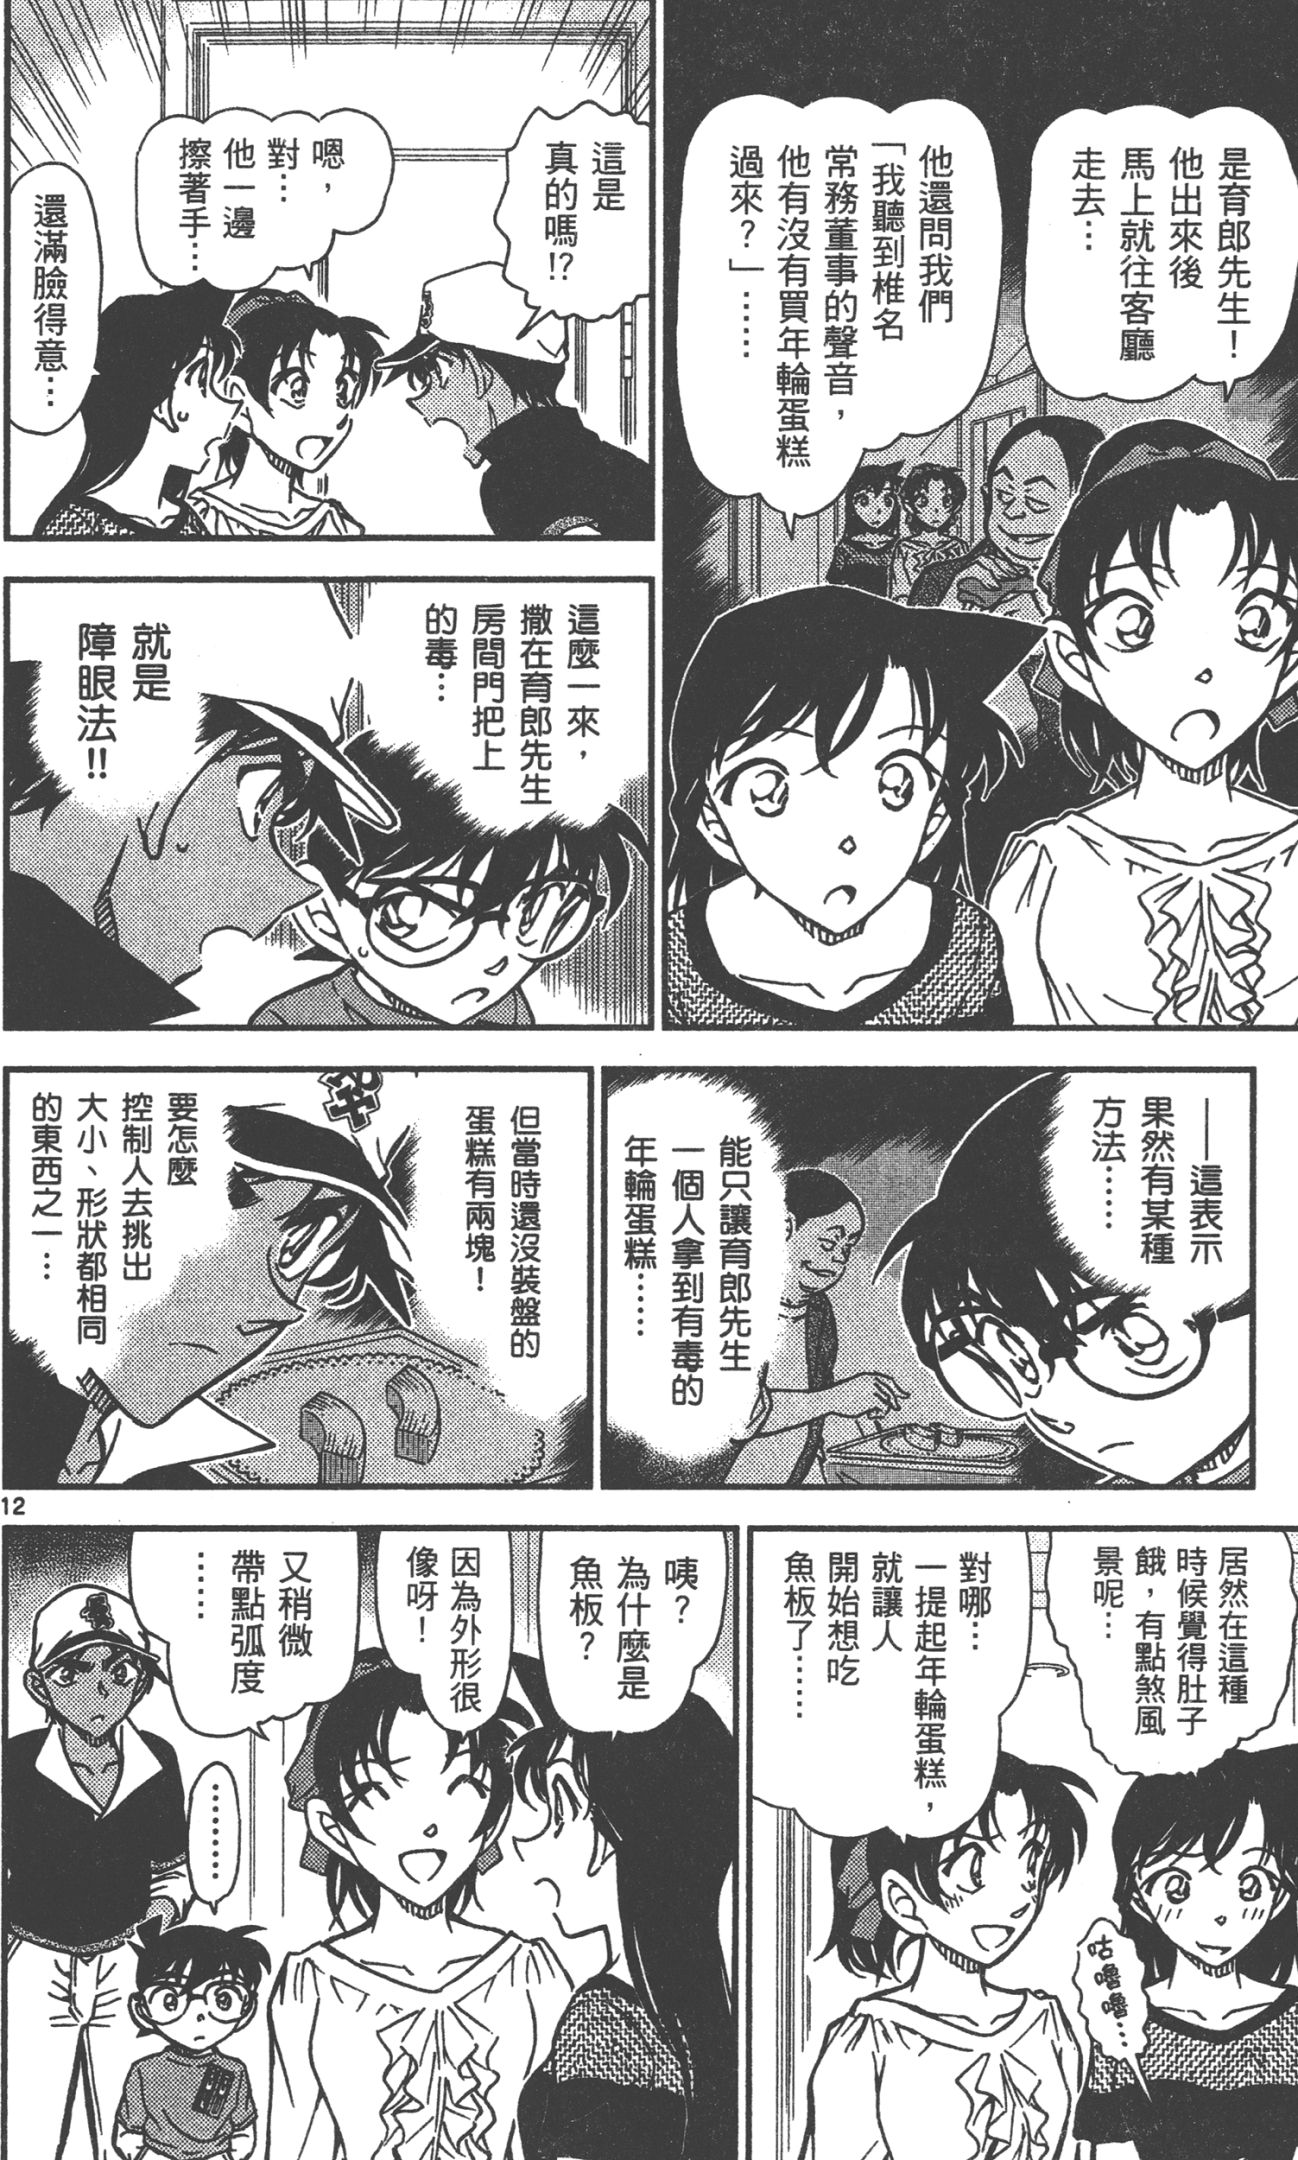 是育郎先生！
他出來後
馬上就往客廳
走去…
他還問我們
「我聽到椎名
常務董事的聲音，
他有沒有買年輪蛋糕
過來？」……
這是
真的嗎!?
嗯，
對…
他一邊
擦著手…
還滿臉得意…
這麼一來，
撒在育郎先生
房間門把上
的毒…
就是
障眼法!!
——這表示
果然有某種
方法……
能只讓育郎先生
一個人拿到有毒的
年輪蛋糕……
但當時還沒裝盤的
蛋糕有兩塊！
要怎麼
控制人去挑出
大小、形狀都相同
的東西之一…
12
居然在這種
時候覺得肚子
餓，有點煞風
景呢…
咕嚕嚕…
對哪…
一提起年輪蛋糕，
就讓人
開始想吃
魚板了……
咦？
為什麼是
魚板？
因為外形很
像呀！
又稍微
帶點弧度
……
………